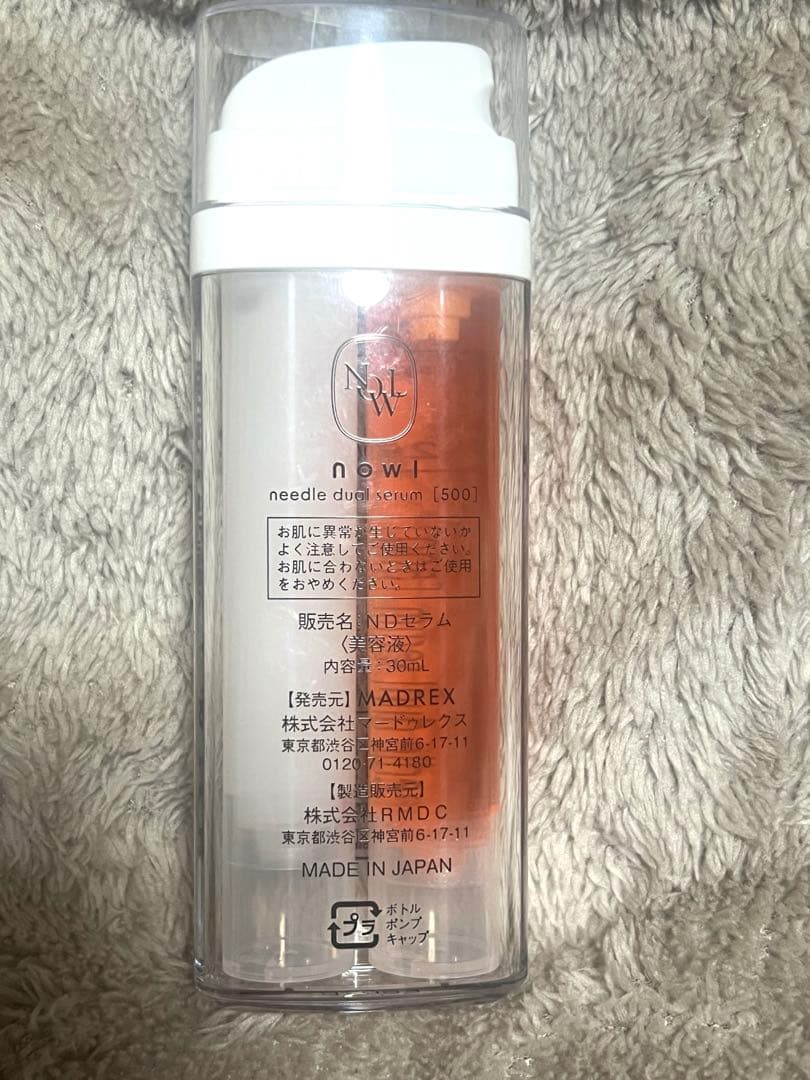 NOWL
nowl
needle dual serum [500]
お肌に異常が生じていないか
よく注意してご使用ください。
お肌に合わないときはご使用
をおやめください。
販売名：NDセラム
〈美容液〉
内容量：30mL
【発売元】MADREX
株式会社マードゥレクス
東京都渋谷区神宮前6-17-11
0120-71-4180
【製造販売元】
株式会社RMDC
東京都渋谷区神宮前6-17-11
MADE IN JAPAN
プラ
ボトル
ポンプ
キャップ